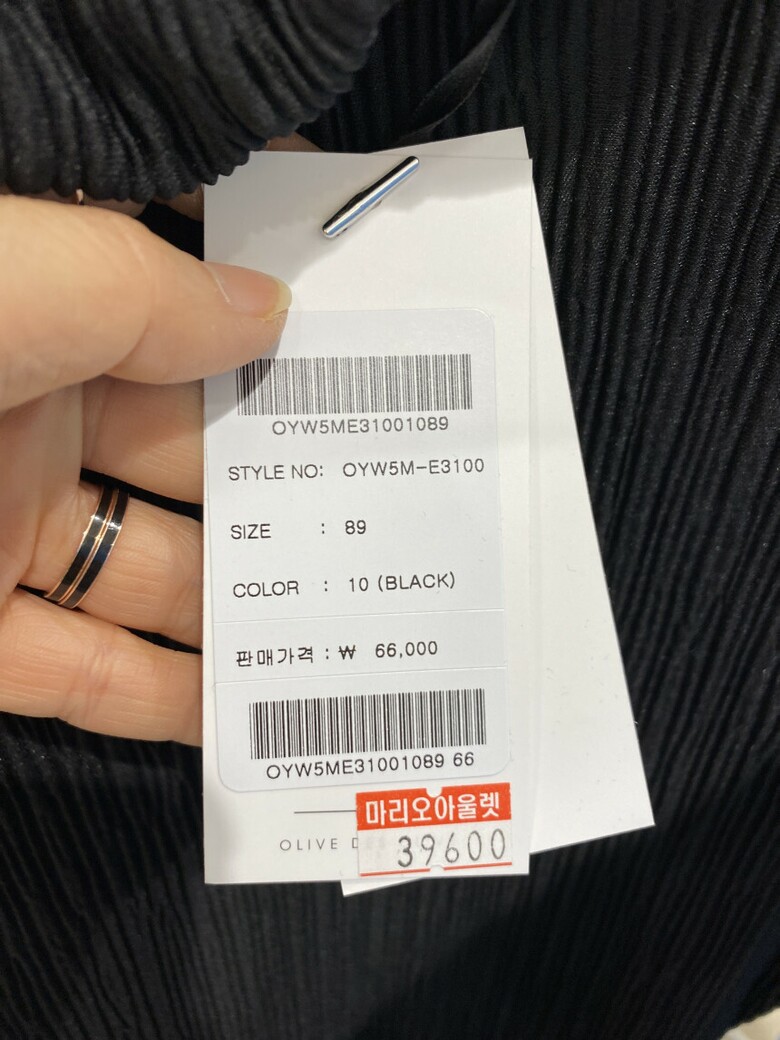 OYW5ME31001089
STYLE NO: OYW5M-E3100
SIZE : 89
COLOR : 10 (BLACK)
판매가격 : ₩ 66,000
OYW5ME31001089 66
마리오아울렛
OLIVE
39600